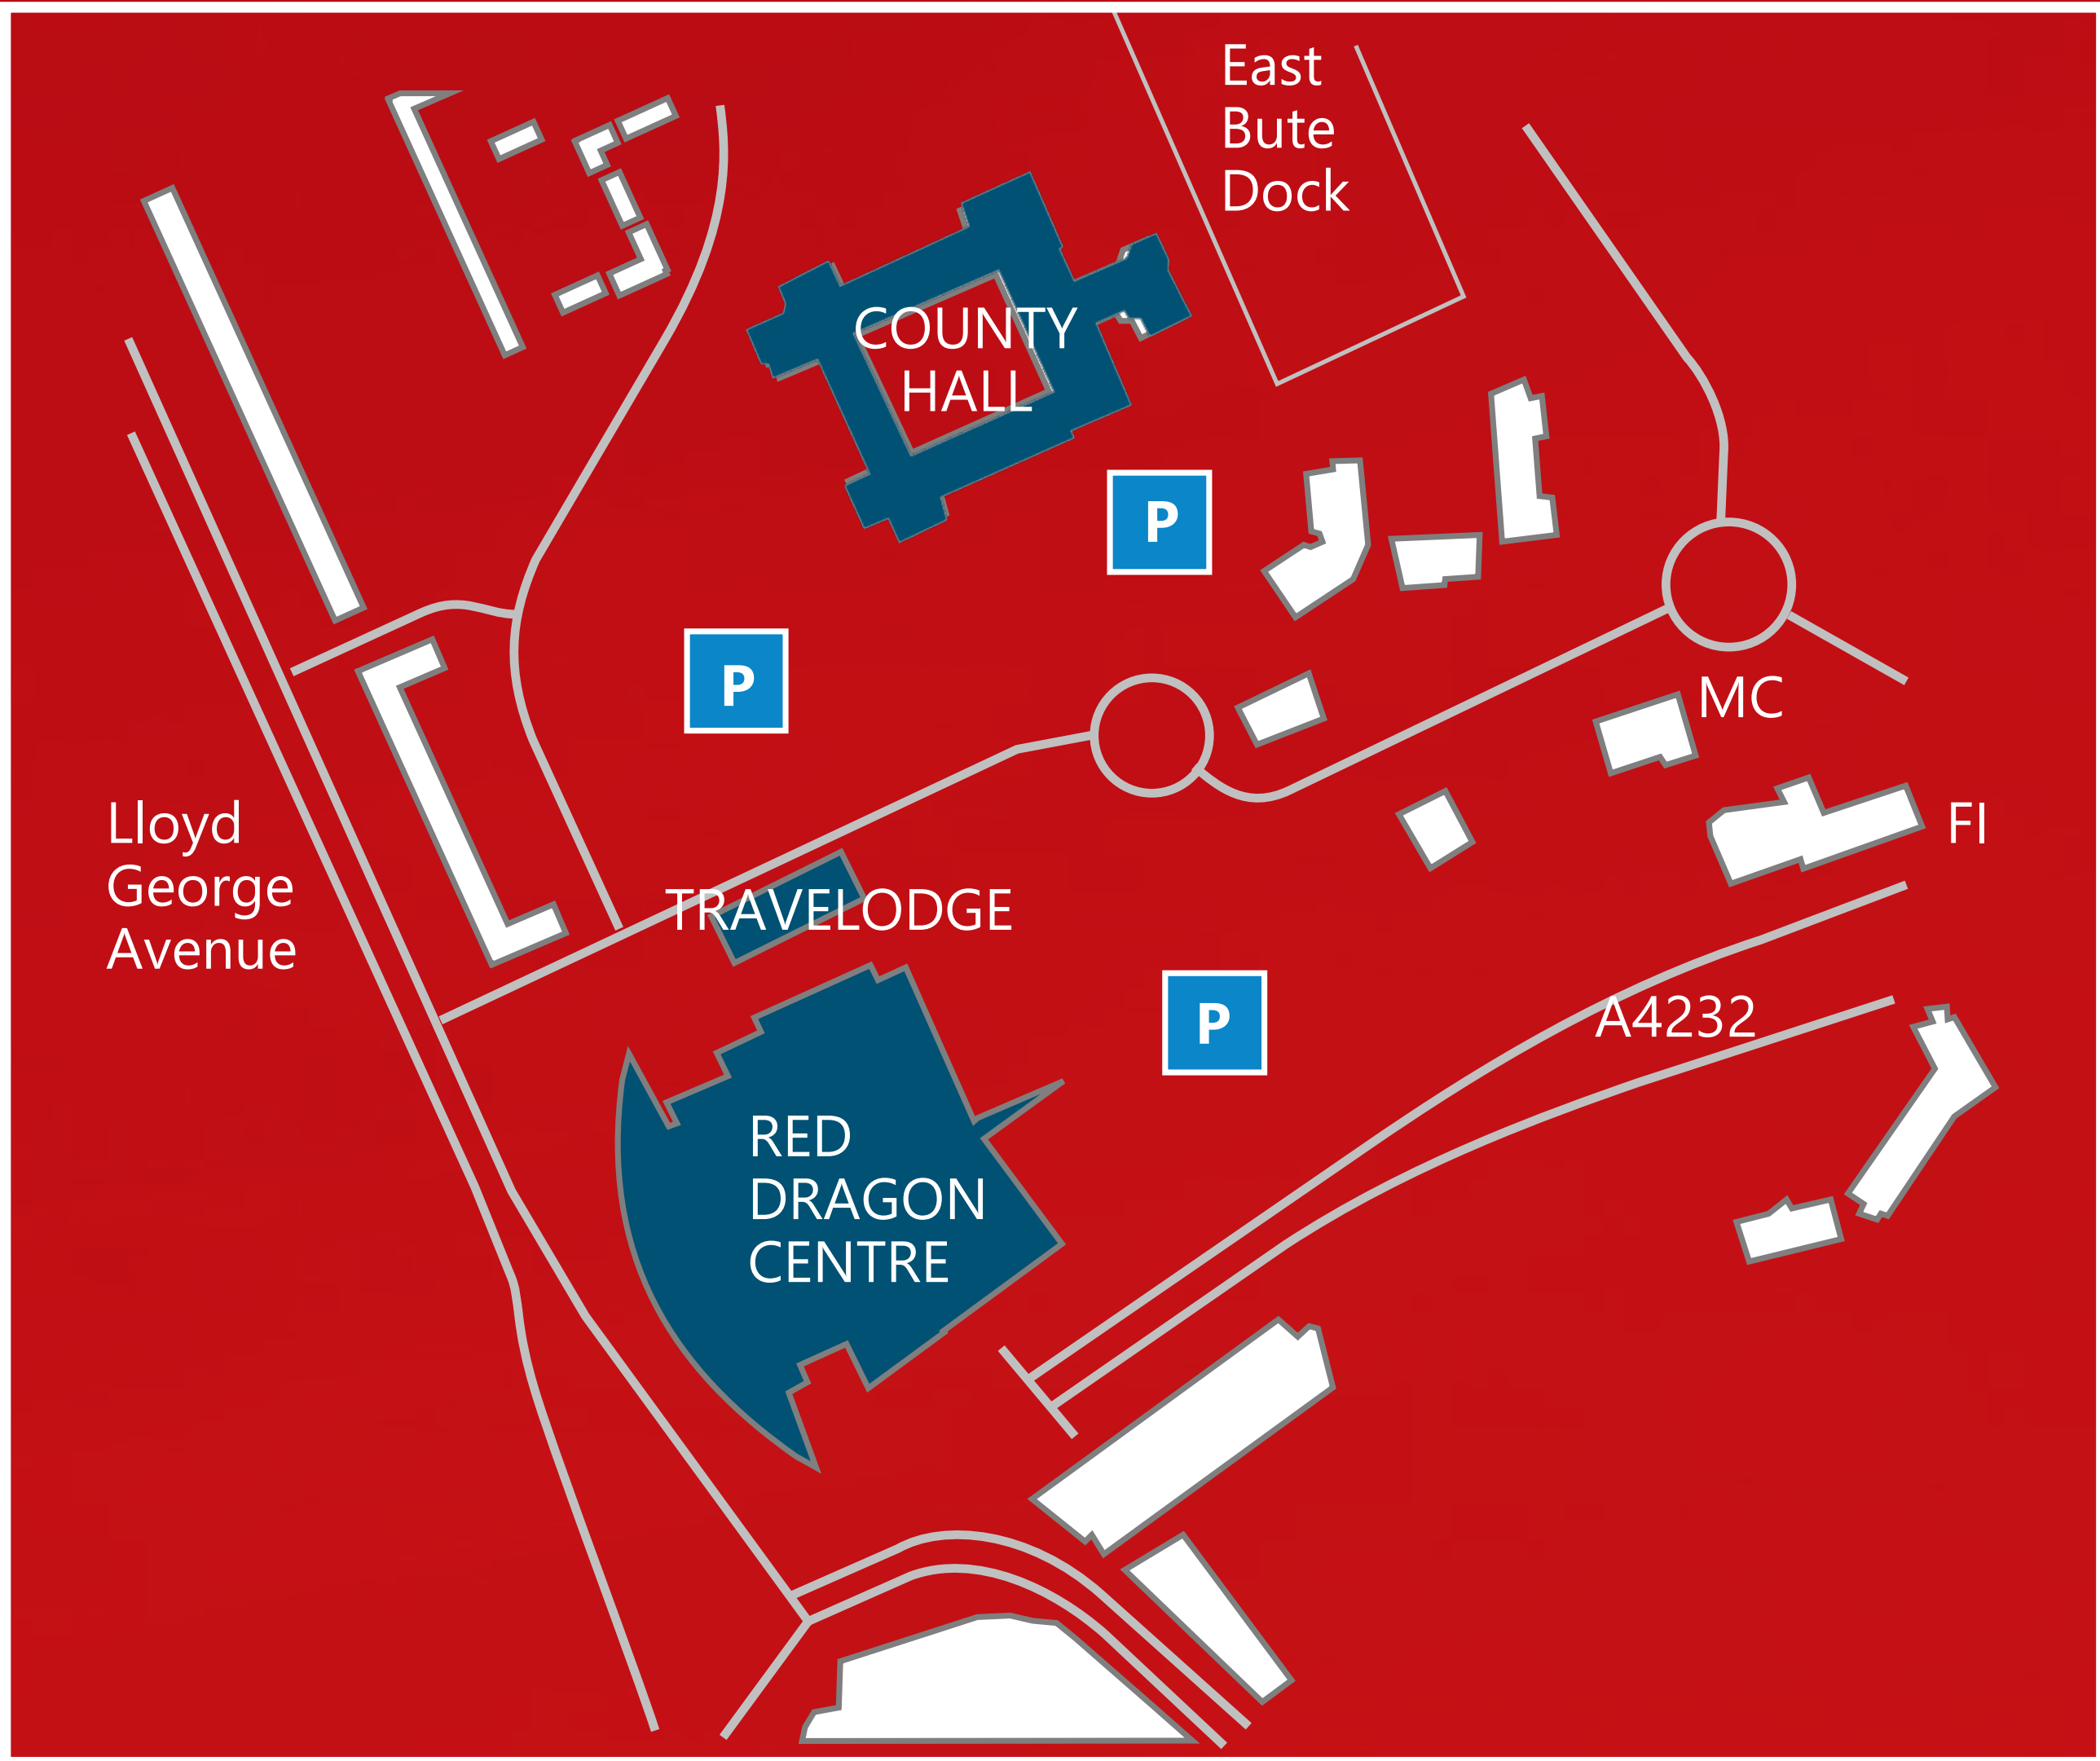 East
Bute
Dock
COUNTY
HALL
P
P
MC
Lloyd
George
Avenue
FI
TRAVELODGE
P
A4232
RED
DRAGON
CENTRE